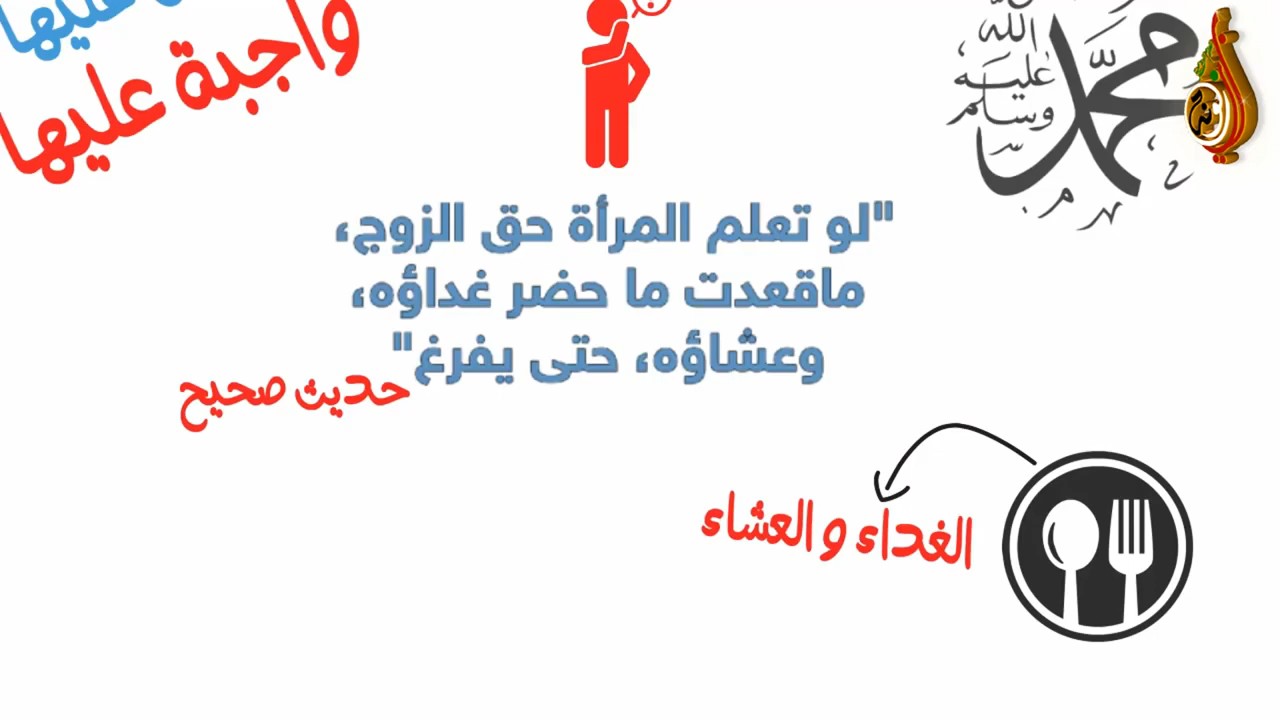 عليها
واجبة عليها
محمد
الله
عليه
وسلم
"لو تعلم المرأة حق الزوج،
ماقعدت ما حضر غداؤه،
وعشاؤه، حتى يفرغ"
حديث صحيح
الغداء و العشاء